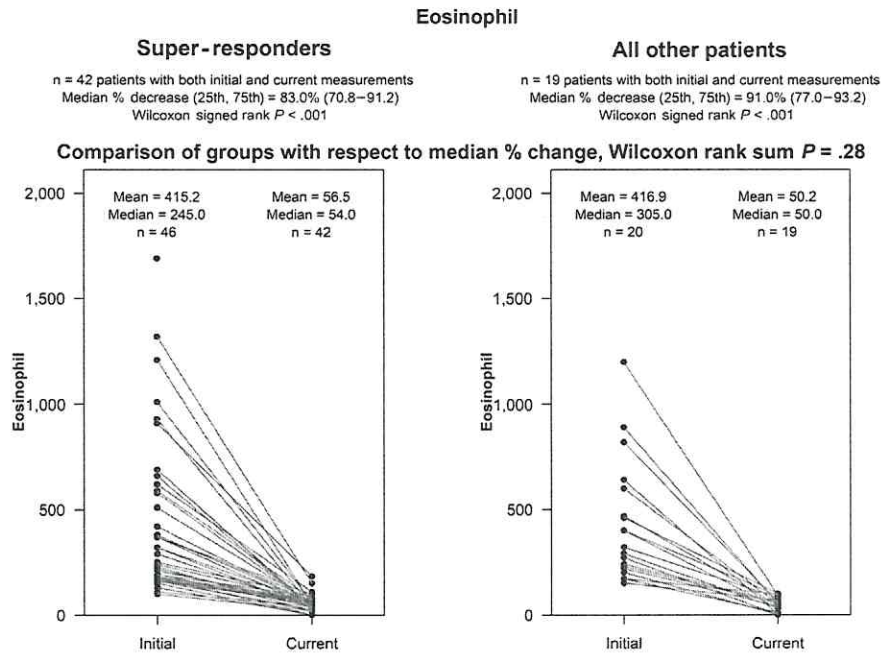 Eosinophil
Super-responders
n = 42 patients with both initial and current measurements
Median % decrease (25th, 75th) = 83.0% (70.8–91.2)
Wilcoxon signed rank P < .001
All other patients
n = 19 patients with both initial and current measurements
Median % decrease (25th, 75th) = 91.0% (77.0–93.2)
Wilcoxon signed rank P < .001
Comparison of groups with respect to median % change, Wilcoxon rank sum P = .28
Eosinophil
2,000
1,500
1,000
500
0
Mean = 415.2
Median = 245.0
n = 46
Mean = 56.5
Median = 54.0
n = 42
Initial
Current
Eosinophil
2,000
1,500
1,000
500
0
Mean = 416.9
Median = 305.0
n = 20
Mean = 50.2
Median = 50.0
n = 19
Initial
Current